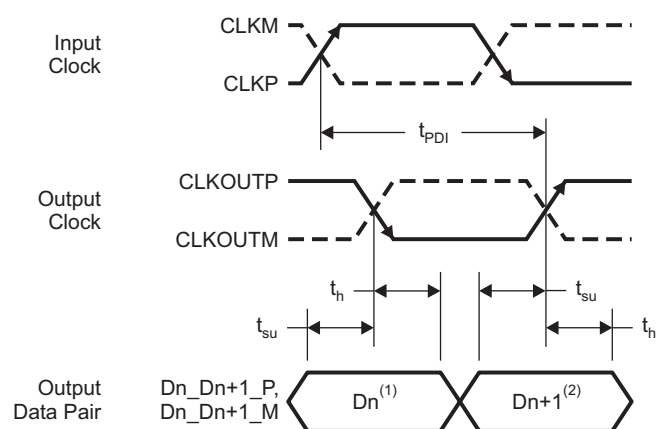 Input
Clock
CLKM
CLKP
t_PDI
Output
Clock
CLKOUTP
CLKOUTM
t_h
t_su
t_su
t_h
Output
Data Pair
Dn_Dn+1_P,
Dn_Dn+1_M
Dn(1)
Dn+1(2)